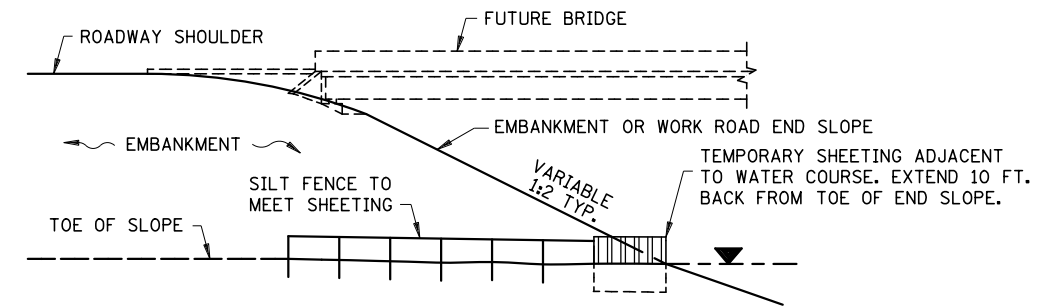 FUTURE BRIDGE
ROADWAY SHOULDER
EMBANKMENT OR WORK ROAD END SLOPE
EMBANKMENT
TEMPORARY SHEETING ADJACENT
TO WATER COURSE. EXTEND 10 FT.
BACK FROM TOE OF END SLOPE.
VARIABLE
1:2 TYP.
SILT FENCE TO
MEET SHEETING
TOE OF SLOPE